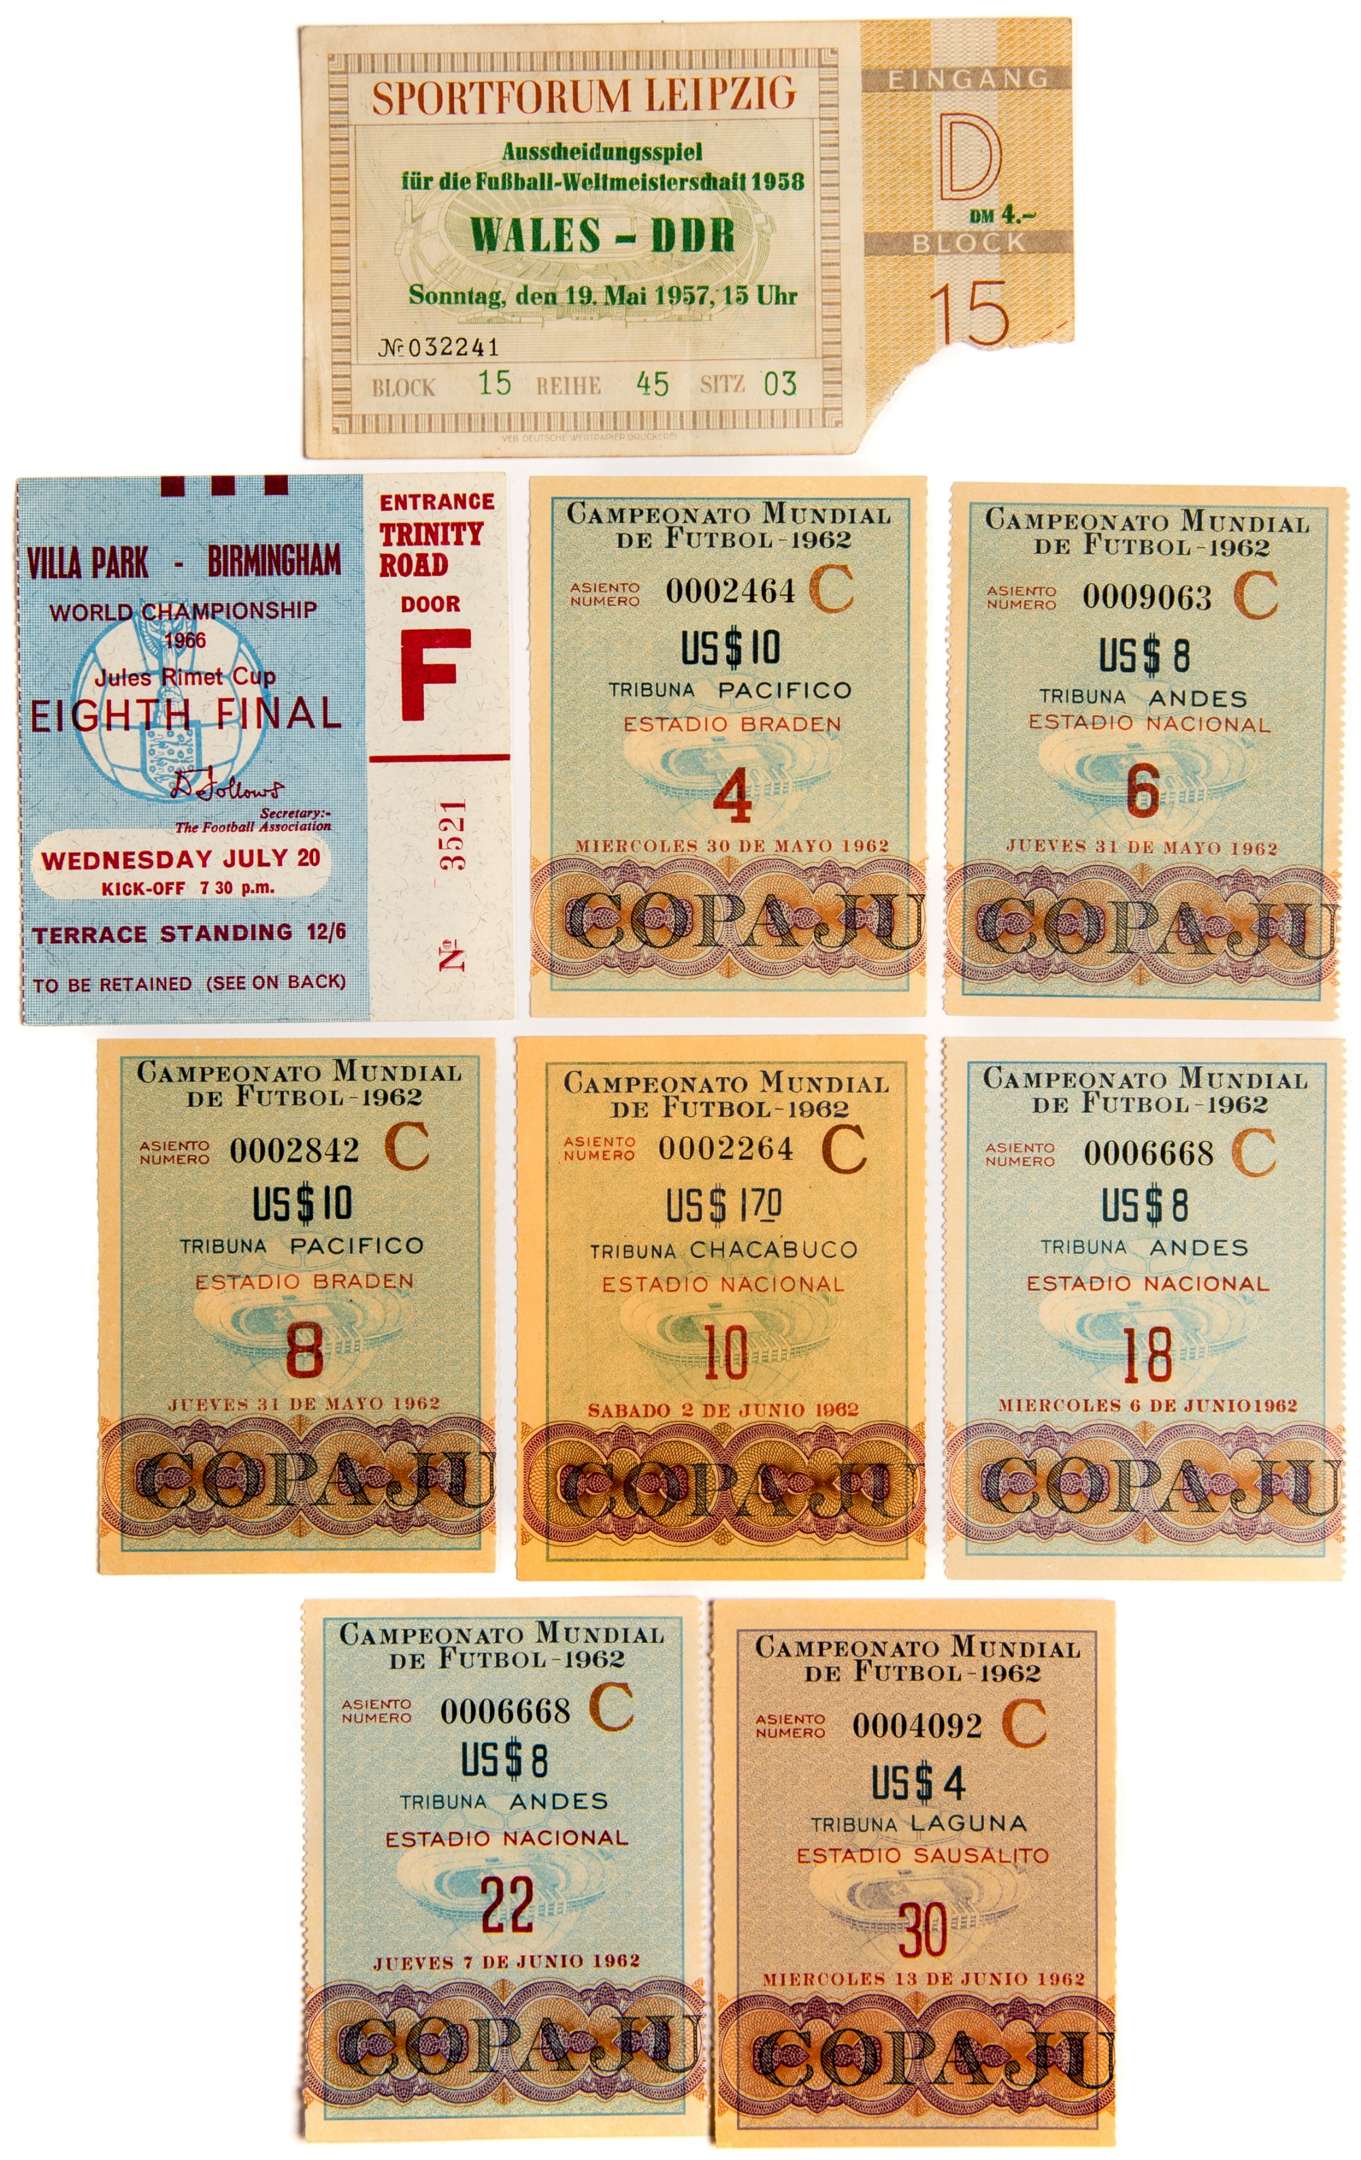 SPORTFORUM LEIPZIG
Ausscheidungsspiel
für die Fußball-Weltmeisterschaft 1958
WALES – DDR
Sonntag, den 19. Mai 1957, 15 Uhr
№ 032241
BLOCK 15 REIHE 45 SITZ 03
VEB DEUTSCHE WERTPAPIER DRUCKEREI
EINGANG
D
DM 4.–
BLOCK
15
VILLA PARK - BIRMINGHAM
WORLD CHAMPIONSHIP
1966
Jules Rimet Cup
EIGHTH FINAL
D Follows
Secretary:-
The Football Association
WEDNESDAY JULY 20
KICK-OFF 7 30 p.m.
TERRACE STANDING 12/6
TO BE RETAINED (SEE ON BACK)
ENTRANCE
TRINITY
ROAD
DOOR
F
Nº 3521
CAMPEONATO MUNDIAL
DE FUTBOL-1962
ASIENTO
NUMERO 0002464 C
US$ 10
TRIBUNA PACIFICO
ESTADIO BRADEN
4
MIERCOLES 30 DE MAYO 1962
COPA JU
CAMPEONATO MUNDIAL
DE FUTBOL-1962
ASIENTO
NUMERO 0009063 C
US$ 8
TRIBUNA ANDES
ESTADIO NACIONAL
6
JUEVES 31 DE MAYO 1962
COPA JU
CAMPEONATO MUNDIAL
DE FUTBOL-1962
ASIENTO
NUMERO 0002842 C
US$ 10
TRIBUNA PACIFICO
ESTADIO BRADEN
8
JUEVES 31 DE MAYO 1962
COPA JU
CAMPEONATO MUNDIAL
DE FUTBOL-1962
ASIENTO
NUMERO 0002264 C
US$ 170
TRIBUNA CHACABUCO
ESTADIO NACIONAL
10
SABADO 2 DE JUNIO 1962
COPA JU
CAMPEONATO MUNDIAL
DE FUTBOL-1962
ASIENTO
NUMERO 0006668 C
US$ 8
TRIBUNA ANDES
ESTADIO NACIONAL
18
MIERCOLES 6 DE JUNIO 1962
COPA JU
CAMPEONATO MUNDIAL
DE FUTBOL-1962
ASIENTO
NUMERO 0006668 C
US$ 8
TRIBUNA ANDES
ESTADIO NACIONAL
22
JUEVES 7 DE JUNIO 1962
COPA JU
CAMPEONATO MUNDIAL
DE FUTBOL-1962
ASIENTO
NUMERO 0004092 C
US$ 4
TRIBUNA LAGUNA
ESTADIO SAUSALITO
30
MIERCOLES 13 DE JUNIO 1962
COPA JU